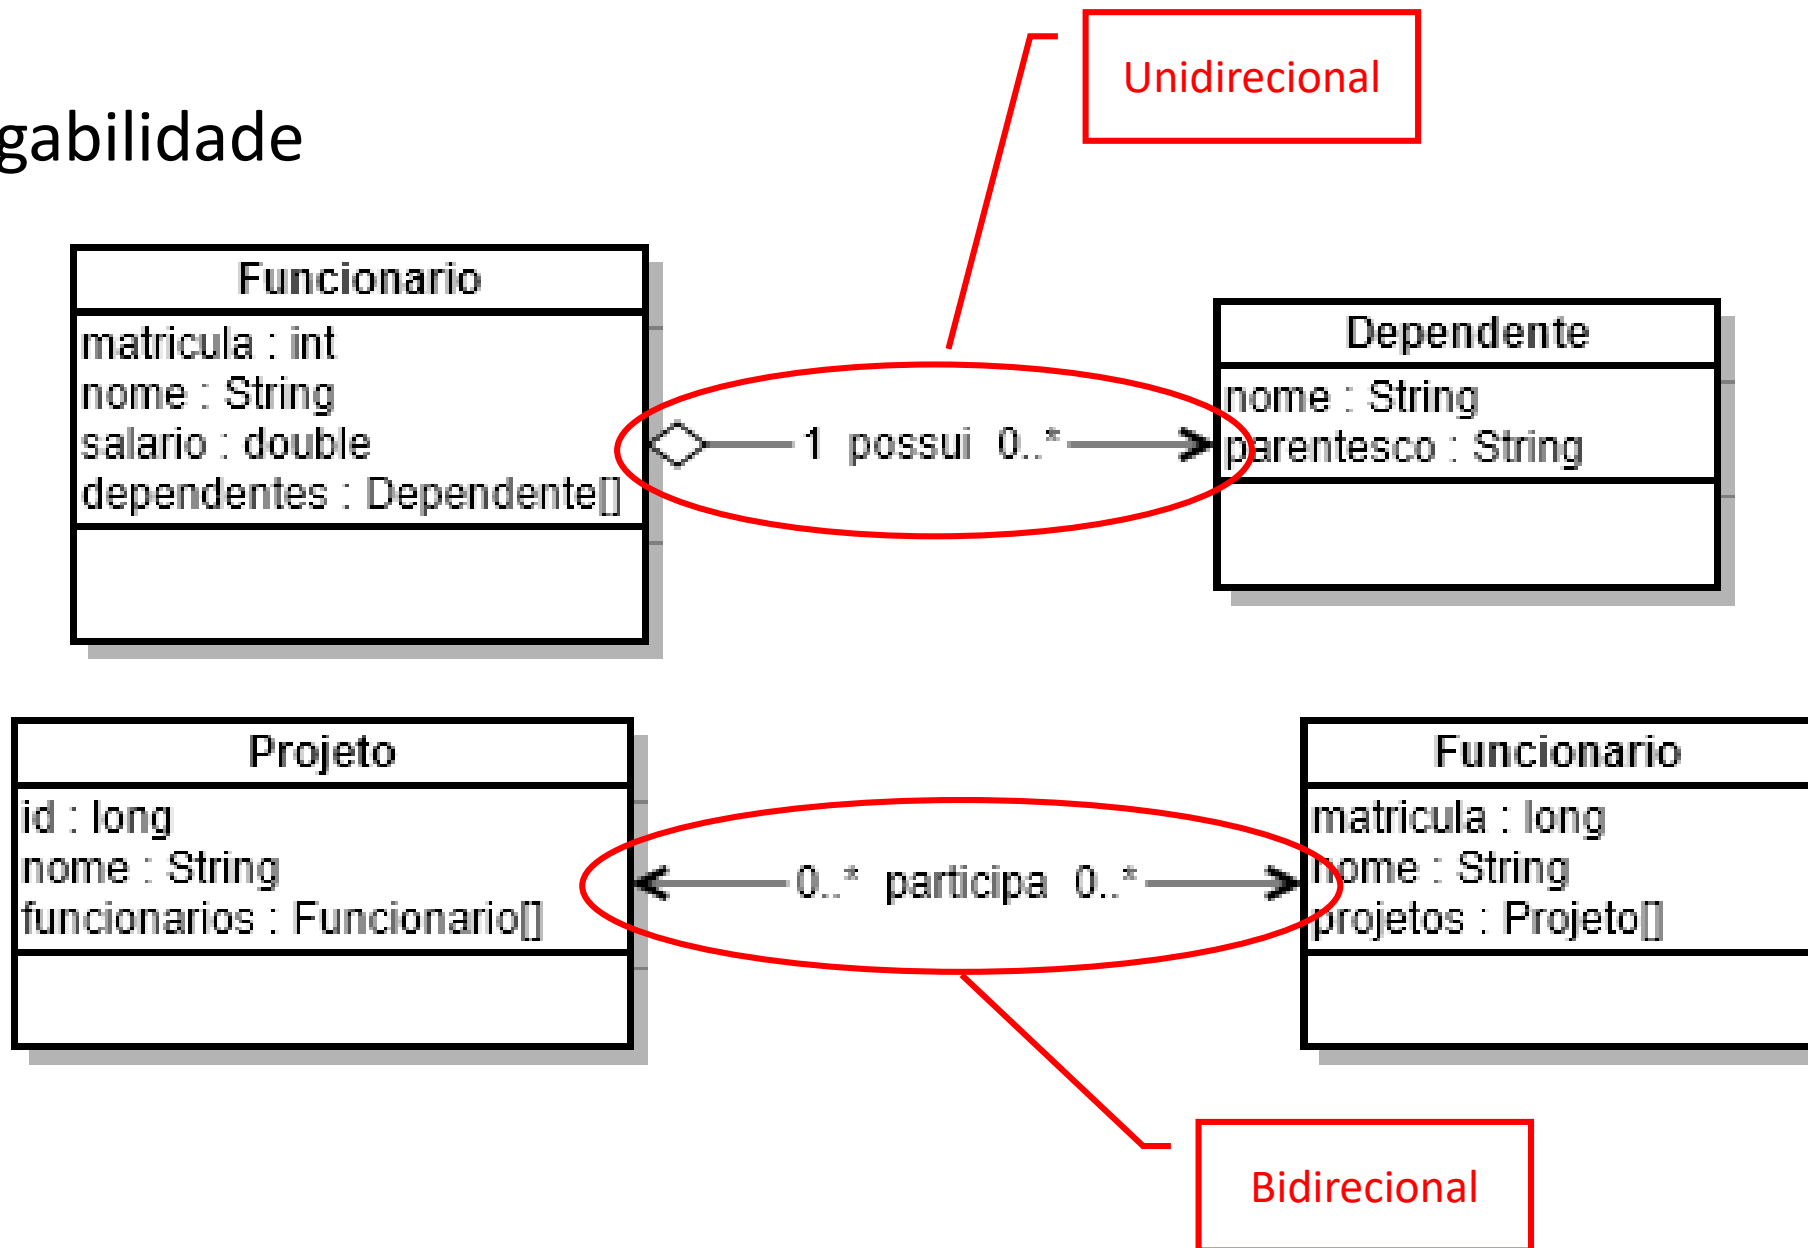 Unidirecional
gabilidade
Funcionario
matricula : int
nome : String
salario : double
dependentes : Dependente[]
1 possui 0..*
Dependente
nome : String
parentesco : String
Projeto
id : long
nome : String
funcionarios : Funcionario[]
0..* participa 0..*
Funcionario
matricula : long
nome : String
projetos : Projeto[]
Bidirecional